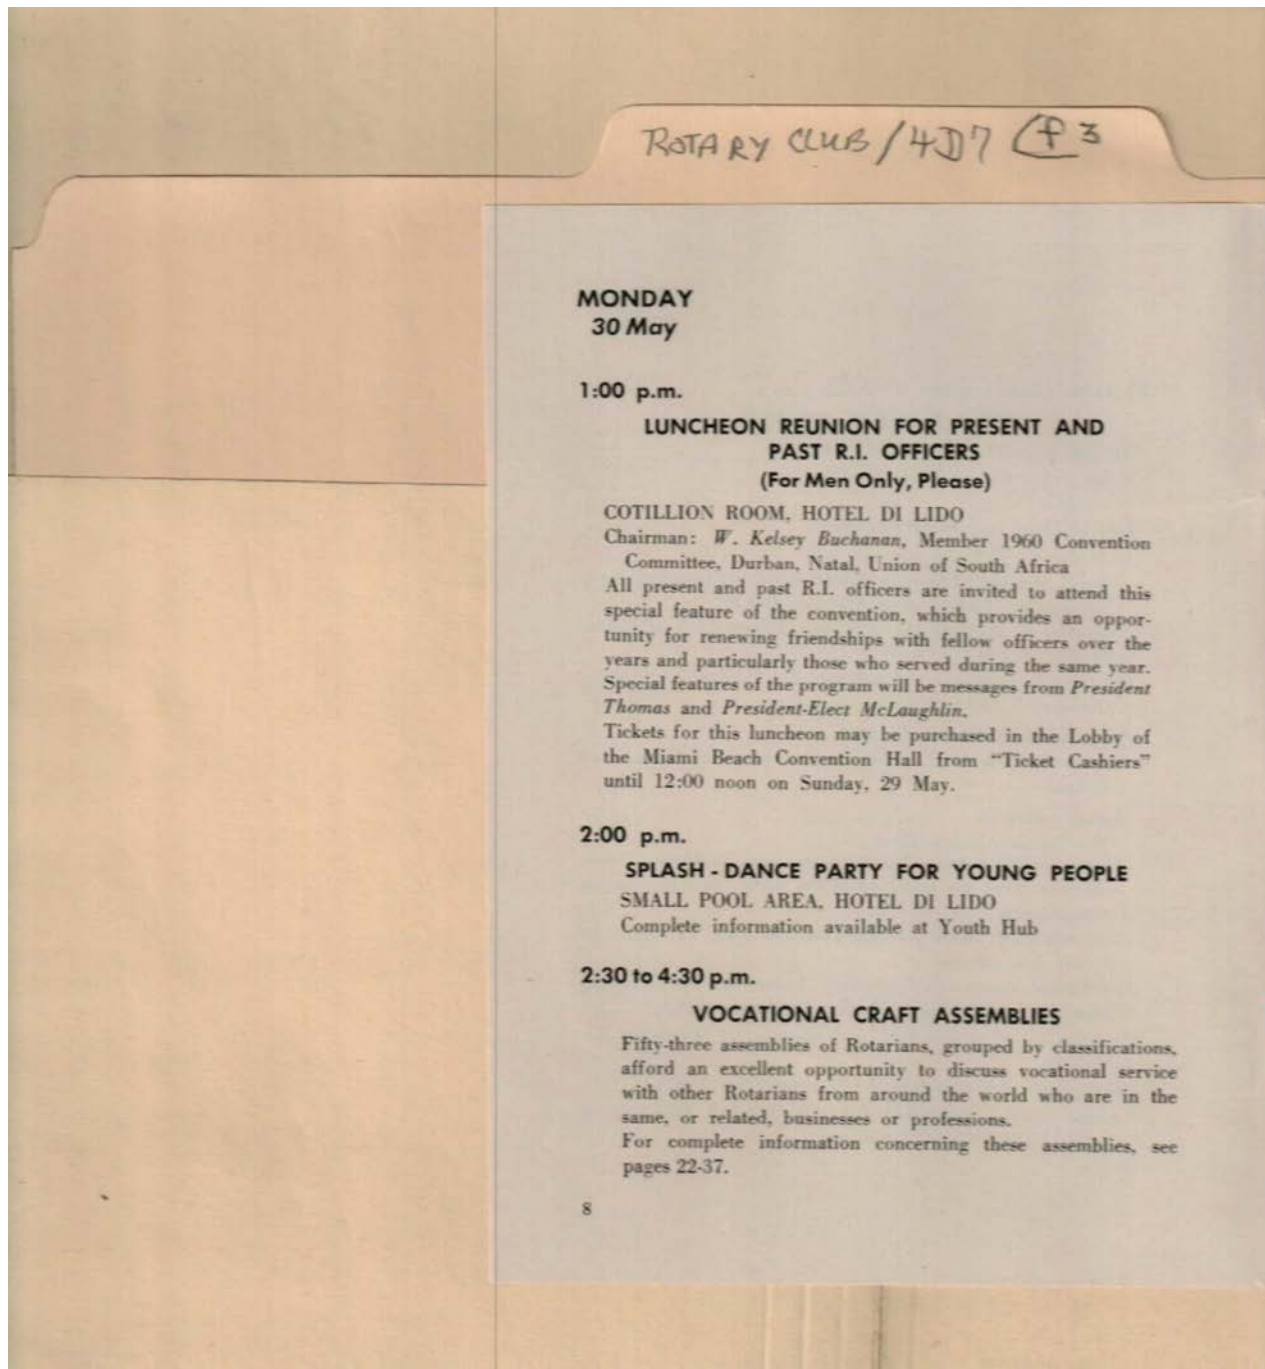 ROTARY CLUB/4D7 f3
MONDAY
30 May
1:00 p.m.
LUNCHEON REUNION FOR PRESENT AND
PAST R.I. OFFICERS
(For Men Only, Please)
COTILLION ROOM, HOTEL DI LIDO
Chairman: W. Kelsey Buchanan, Member 1960 Convention
Committee, Durban, Natal, Union of South Africa
All present and past R.I. officers are invited to attend this
special feature of the convention, which provides an oppor-
tunity for renewing friendships with fellow officers over the
years and particularly those who served during the same year.
Special features of the program will be messages from President
Thomas and President-Elect McLaughlin.
Tickets for this luncheon may be purchased in the Lobby of
the Miami Beach Convention Hall from "Ticket Cashiers"
until 12:00 noon on Sunday, 29 May.
2:00 p.m.
SPLASH - DANCE PARTY FOR YOUNG PEOPLE
SMALL POOL AREA, HOTEL DI LIDO
Complete information available at Youth Hub
2:30 to 4:30 p.m.
VOCATIONAL CRAFT ASSEMBLIES
Fifty-three assemblies of Rotarians, grouped by classifications,
afford an excellent opportunity to discuss vocational service
with other Rotarians from around the world who are in the
same, or related, businesses or professions.
For complete information concerning these assemblies, see
pages 22-37.
8